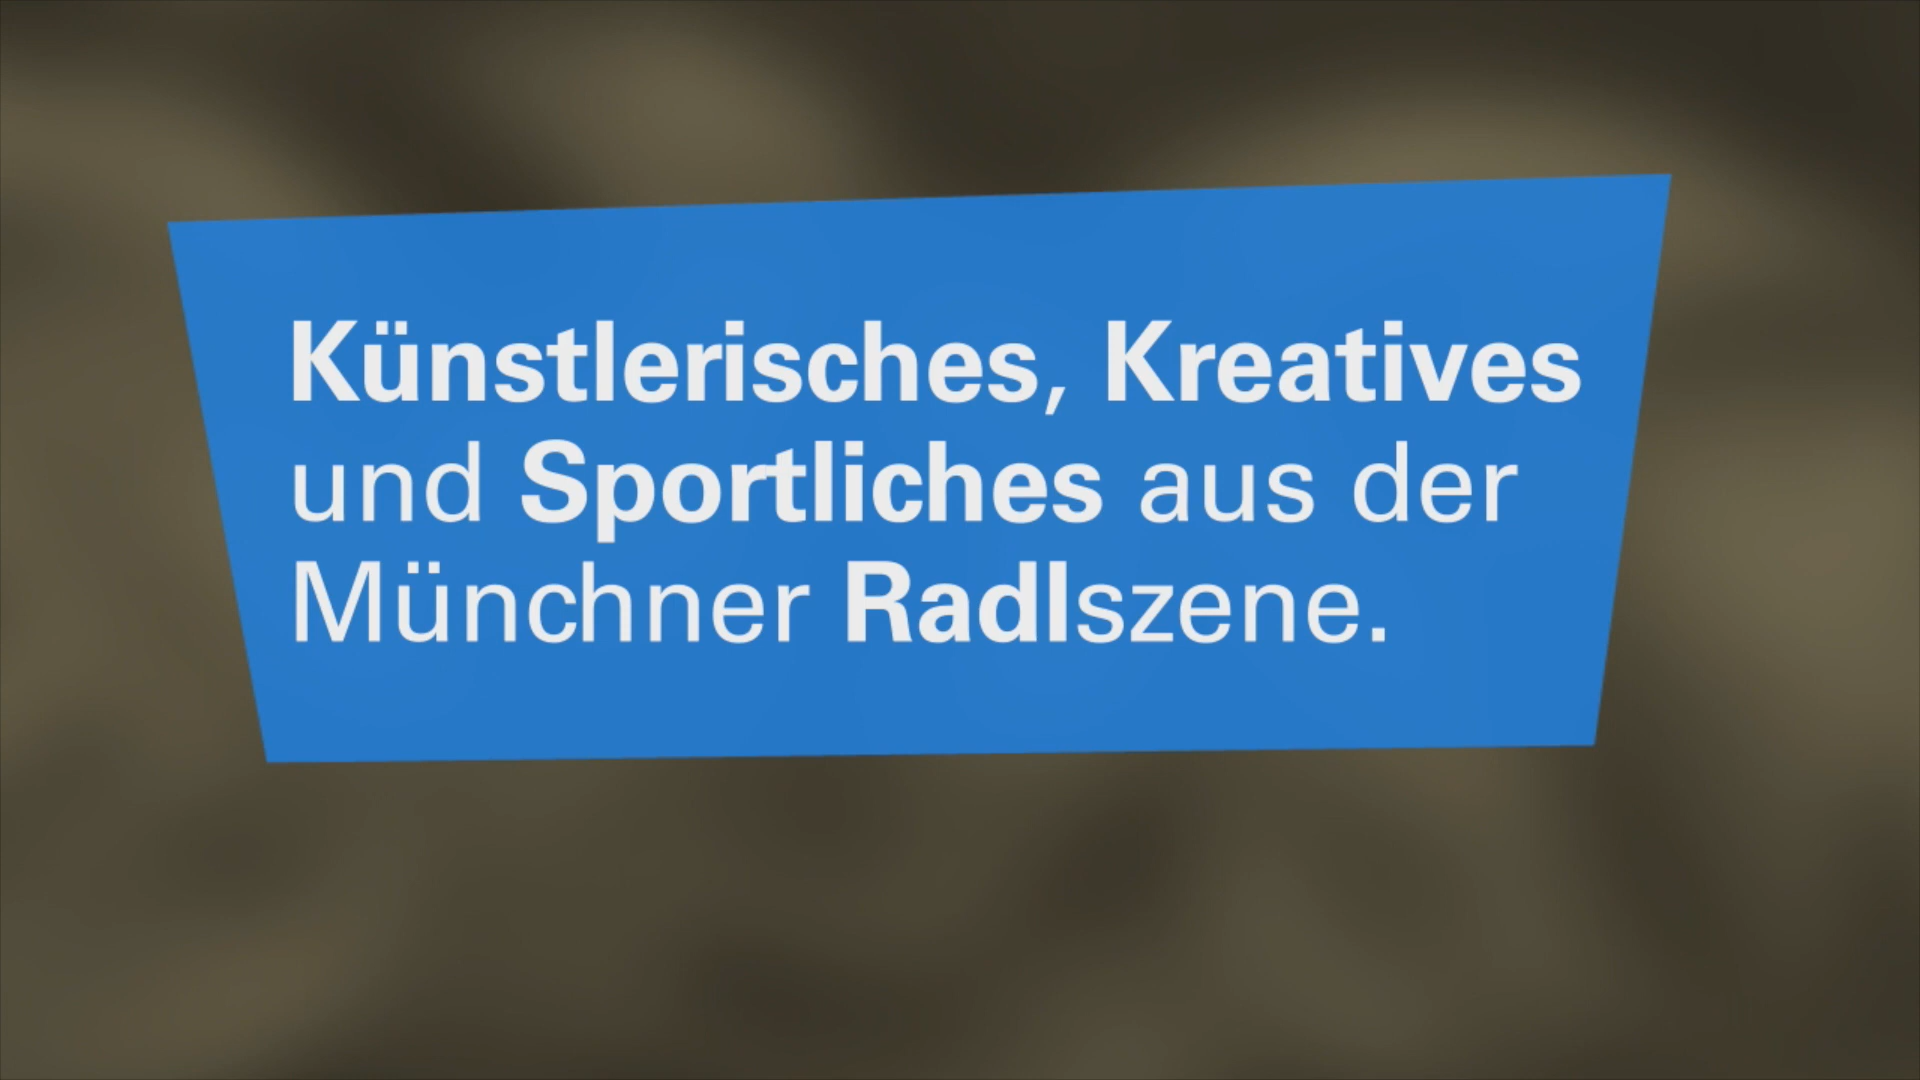 Künstlerisches, Kreatives
und Sportliches aus der
Münchner Radlszene.